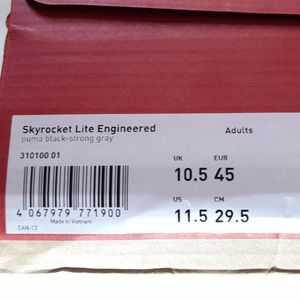 Skyrocket Lite Engineered
Adults
puma black-strong gray
310100 01
UK EUR
10.5 45
US CM
11.5 29.5
4 067979 771900
Made in Vietnam
EAN-13